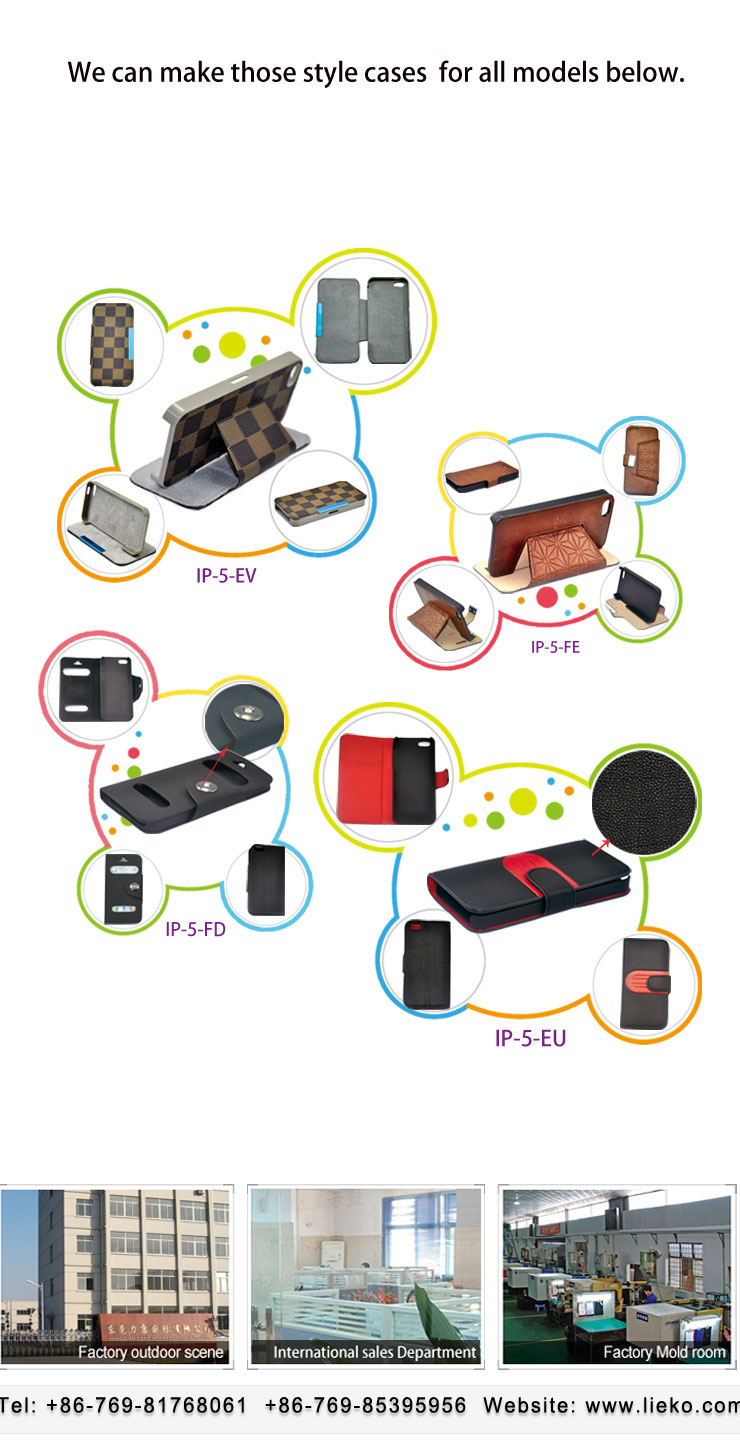 We can make those style cases for all models below.
IP-5-EV
IP-5-FE
IP-5-FD
IP-5-EU
Factory outdoor scene
International sales Department
Factory Mold room
Tel: +86-769-81768061 +86-769-85395956 Website: www.lieko.com